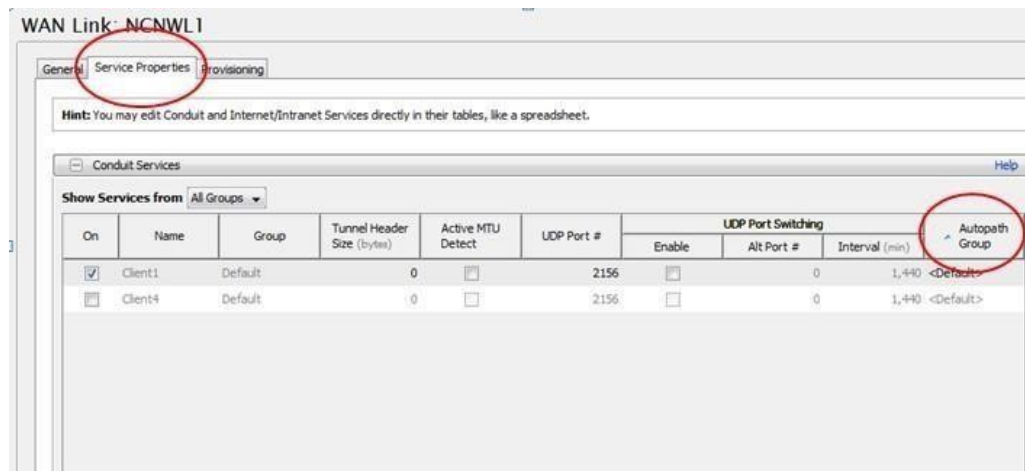 WAN Link: NCNWL1
General Service Properties Provisioning
Hint: You may edit Conduit and Internet/Intranet Services directly in their tables, like a spreadsheet.
Conduit Services Help
Show Services from All Groups
On Name Group Tunnel Header Size (bytes) Active MTU Detect UDP Port # UDP Port Switching Autopath Group
Enable Alt Port # Interval (min)
Client1 Default 0 2156 0 1,440 <Default>
Client4 Default 0 2156 0 1,440 <Default>